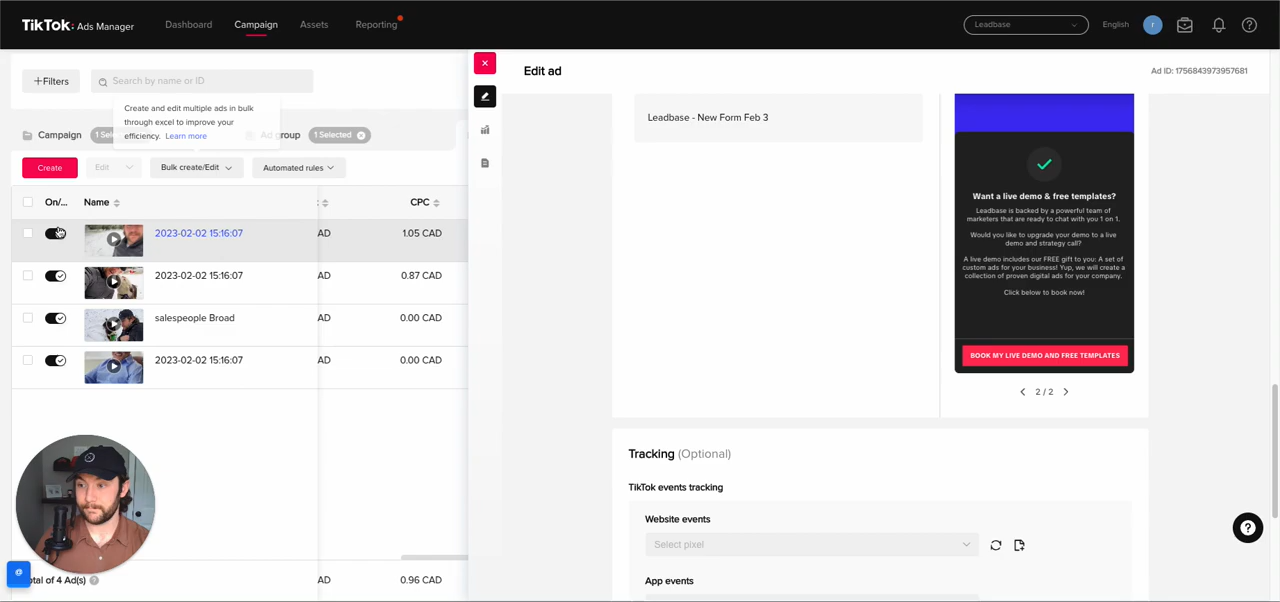 TikTok: Ads Manager
Dashboard
Campaign
Assets
Reporting
Leadbase
English
r
+Filters
Search by name or ID
Create and edit multiple ads in bulk
through excel to improve your
efficiency. Learn more
Campaign
Ad group
1 Selected
Create
Edit
Bulk create/Edit
Automated rules
On/...
Name
CPC
2023-02-02 15:16:07
AD
1.05 CAD
2023-02-02 15:16:07
AD
0.87 CAD
salespeople Broad
AD
0.00 CAD
2023-02-02 15:16:07
AD
0.00 CAD
@
otal of 4 Ad(s)
AD
0.96 CAD
Edit ad
Ad ID: 1756843973957681
Leadbase - New Form Feb 3
Want a live demo & free templates?
Leadbase is backed by a powerful team of
marketers that are ready to chat with you 1 on 1.
Would you like to upgrade your demo to a live
demo and strategy call?
A live demo includes our FREE gift to you: A set of
custom ads for your business! Yup, we will create a
collection of proven digital ads for your company.
Click below to book now!
BOOK MY LIVE DEMO AND FREE TEMPLATES
2/2
Tracking (Optional)
TikTok events tracking
Website events
Select pixel
App events